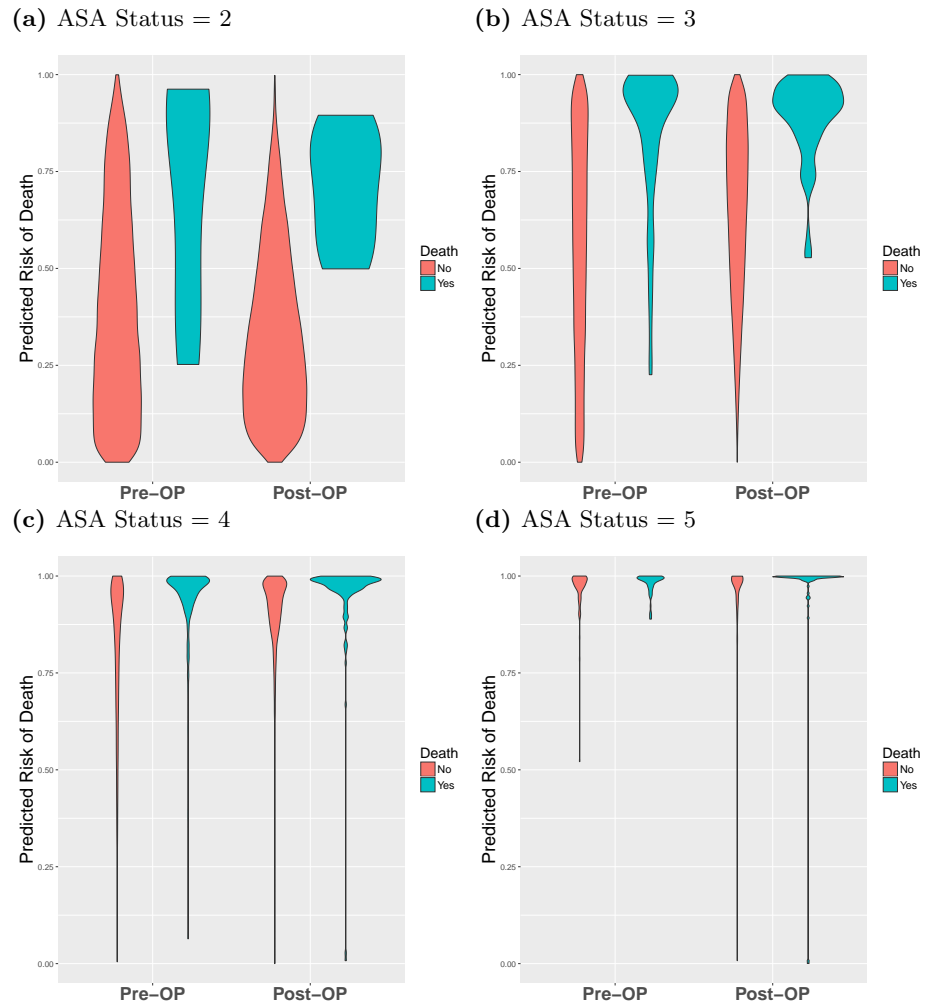 (a) ASA Status = 2
Predicted Risk of Death
1.00
0.75
0.50
0.25
0.00
Pre−OP
Post−OP
Death
No
Yes
(b) ASA Status = 3
Predicted Risk of Death
1.00
0.75
0.50
0.25
0.00
Pre−OP
Post−OP
Death
No
Yes
(c) ASA Status = 4
Predicted Risk of Death
1.00
0.75
0.50
0.25
0.00
Pre−OP
Post−OP
Death
No
Yes
(d) ASA Status = 5
Predicted Risk of Death
1.00
0.75
0.50
0.25
0.00
Pre−OP
Post−OP
Death
No
Yes